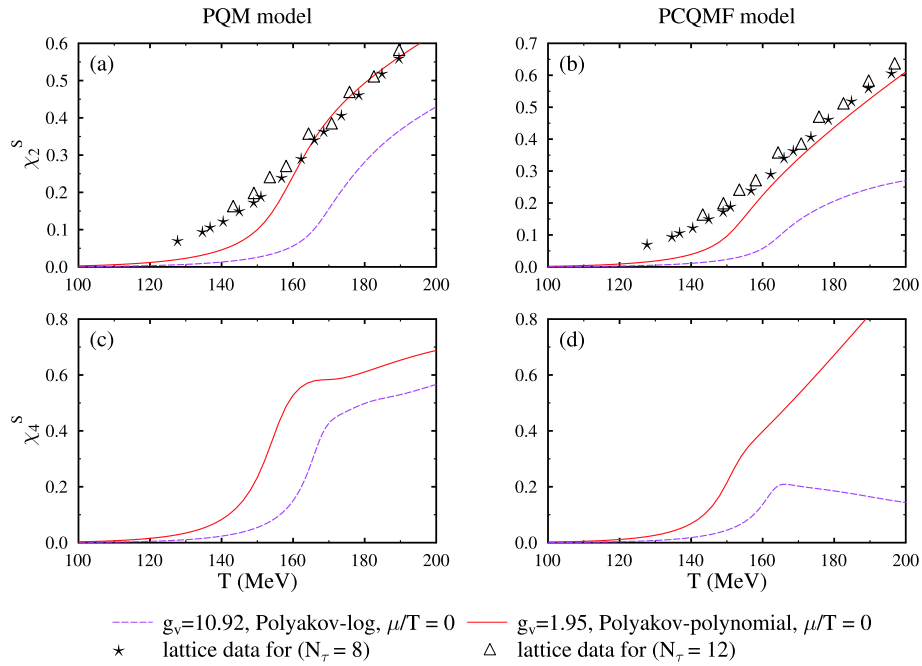 PQM model
PCQMF model
(a)
(b)
χ₂ˢ
0.6
0.5
0.4
0.3
0.2
0.1
0.0
100 120 140 160 180 200
0.7
0.6
0.5
0.4
0.3
0.2
0.1
0.0
100 120 140 160 180 200
(c)
(d)
χ₄ˢ
0.8
0.6
0.4
0.2
0.0
100 120 140 160 180 200
T (MeV)
0.8
0.6
0.4
0.2
0.0
100 120 140 160 180 200
T (MeV)
g_v=10.92, Polyakov-log, μ/T = 0
g_v=1.95, Polyakov-polynomial, μ/T = 0
lattice data for (N_τ = 8)
lattice data for (N_τ = 12)